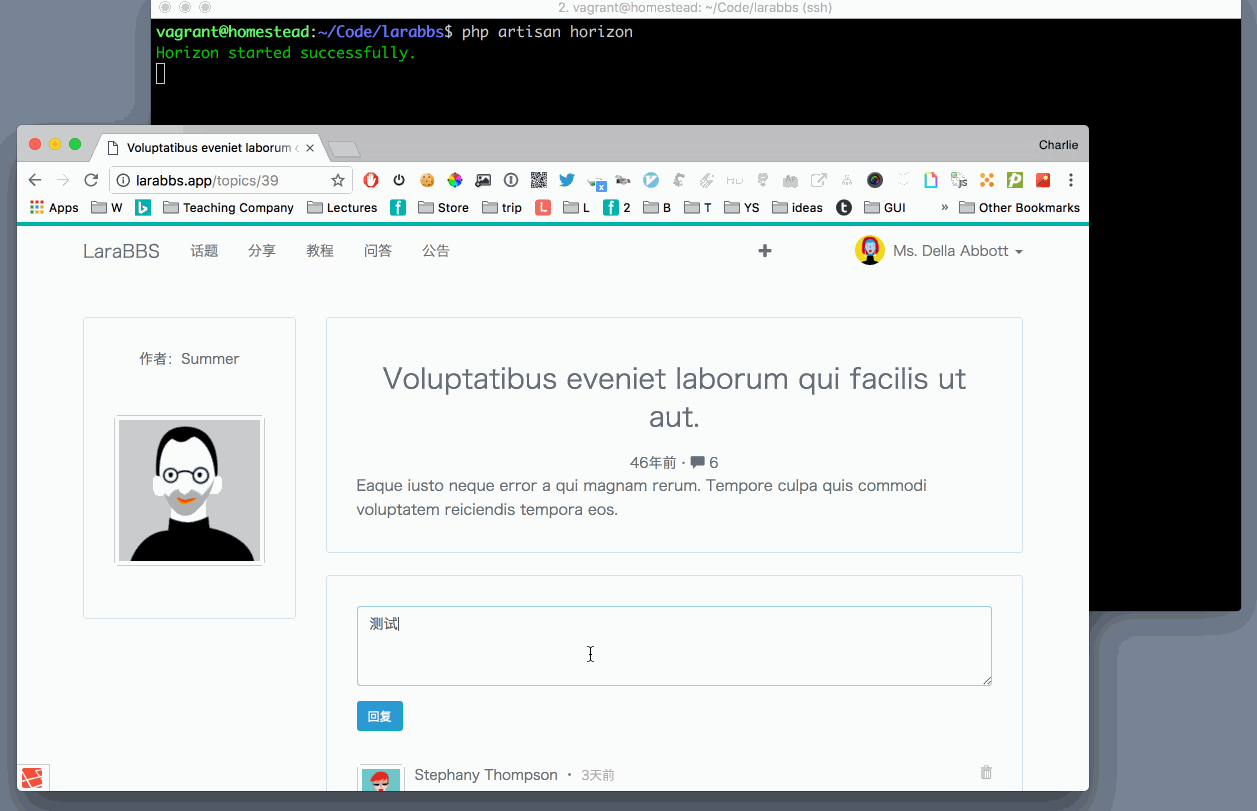 2. vagrant@homestead: ~/Code/larabbs (ssh)
vagrant@homestead:~/Code/larabbs$ php artisan horizon
Horizon started successfully.
Voluptatibus eveniet laborum
Charlie
larabbs.app/topics/39
Apps W Teaching Company Lectures Store trip L L 2 B T YS ideas GUI » Other Bookmarks
LaraBBS 话题 分享 教程 问答 公告 Ms. Della Abbott
作者：Summer
Voluptatibus eveniet laborum qui facilis ut
aut.
46年前 · 6
Eaque iusto neque error a qui magnam rerum. Tempore culpa quis commodi
voluptatem reiciendis tempora eos.
测试
回复
Stephany Thompson · 3天前